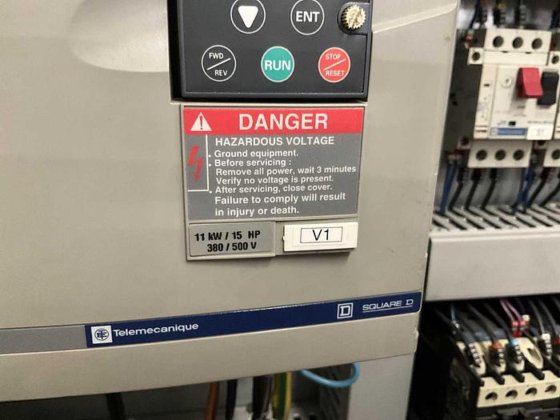 ENT
FWD
REV
RUN
STOP
RESET
DANGER
HAZARDOUS VOLTAGE
. Ground equipment.
. Before servicing :
Remove all power, wait 3 minutes
Verify no voltage is present.
. After servicing, close cover.
Failure to comply will result
in injury or death.
11 kW / 15 HP
380 / 500 V
V1
Telemecanique
SQUARE D